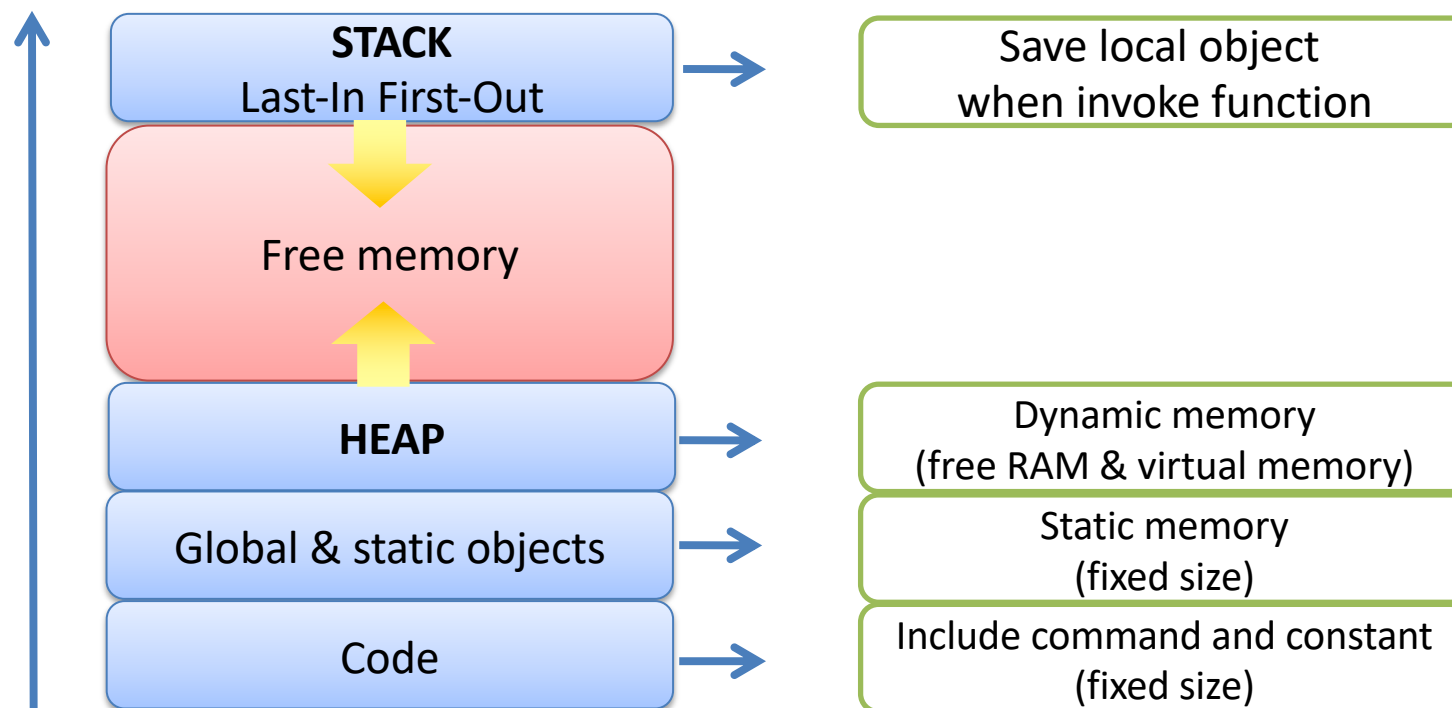 STACK
Last-In First-Out
Save local object
when invoke function
Free memory
HEAP
Dynamic memory
(free RAM & virtual memory)
Global & static objects
Static memory
(fixed size)
Code
Include command and constant
(fixed size)